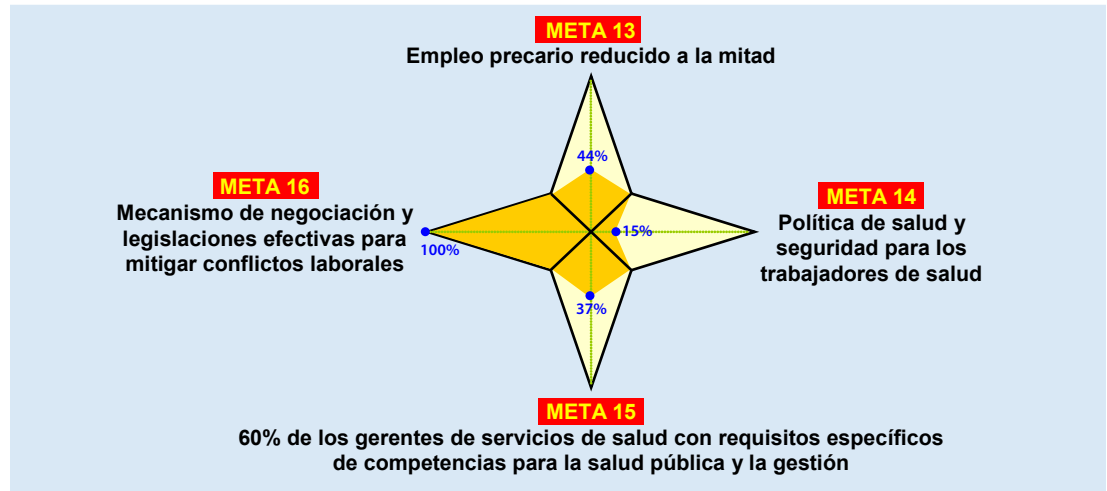 META 13
Empleo precario reducido a la mitad
44%
META 16
Mecanismo de negociación y
legislaciones efectivas para
mitigar conflictos laborales
100%
15%
META 14
Política de salud y
seguridad para los
trabajadores de salud
37%
META 15
60% de los gerentes de servicios de salud con requisitos específicos
de competencias para la salud pública y la gestión